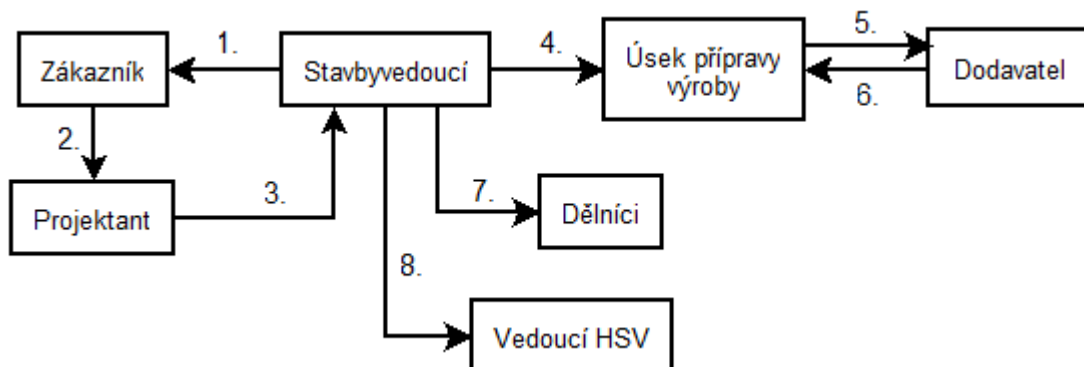 1.
4.
5.
Zákazník
Stavbyvedoucí
Úsek přípravy
výroby
Dodavatel
6.
2.
Projektant
3.
7.
Dělníci
8.
Vedoucí HSV